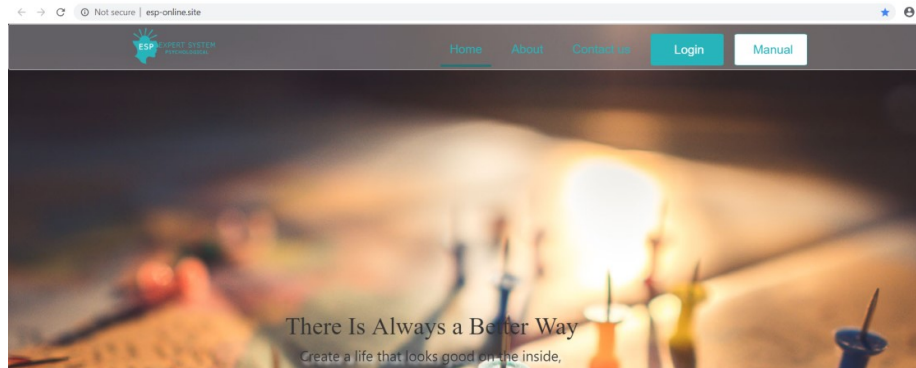 Not secure | esp-online.site
ESP EXPERT SYSTEM
PSYCHOLOGICAL
Home About Contact us Login Manual
There Is Always a Better Way
Create a life that looks good on the inside,